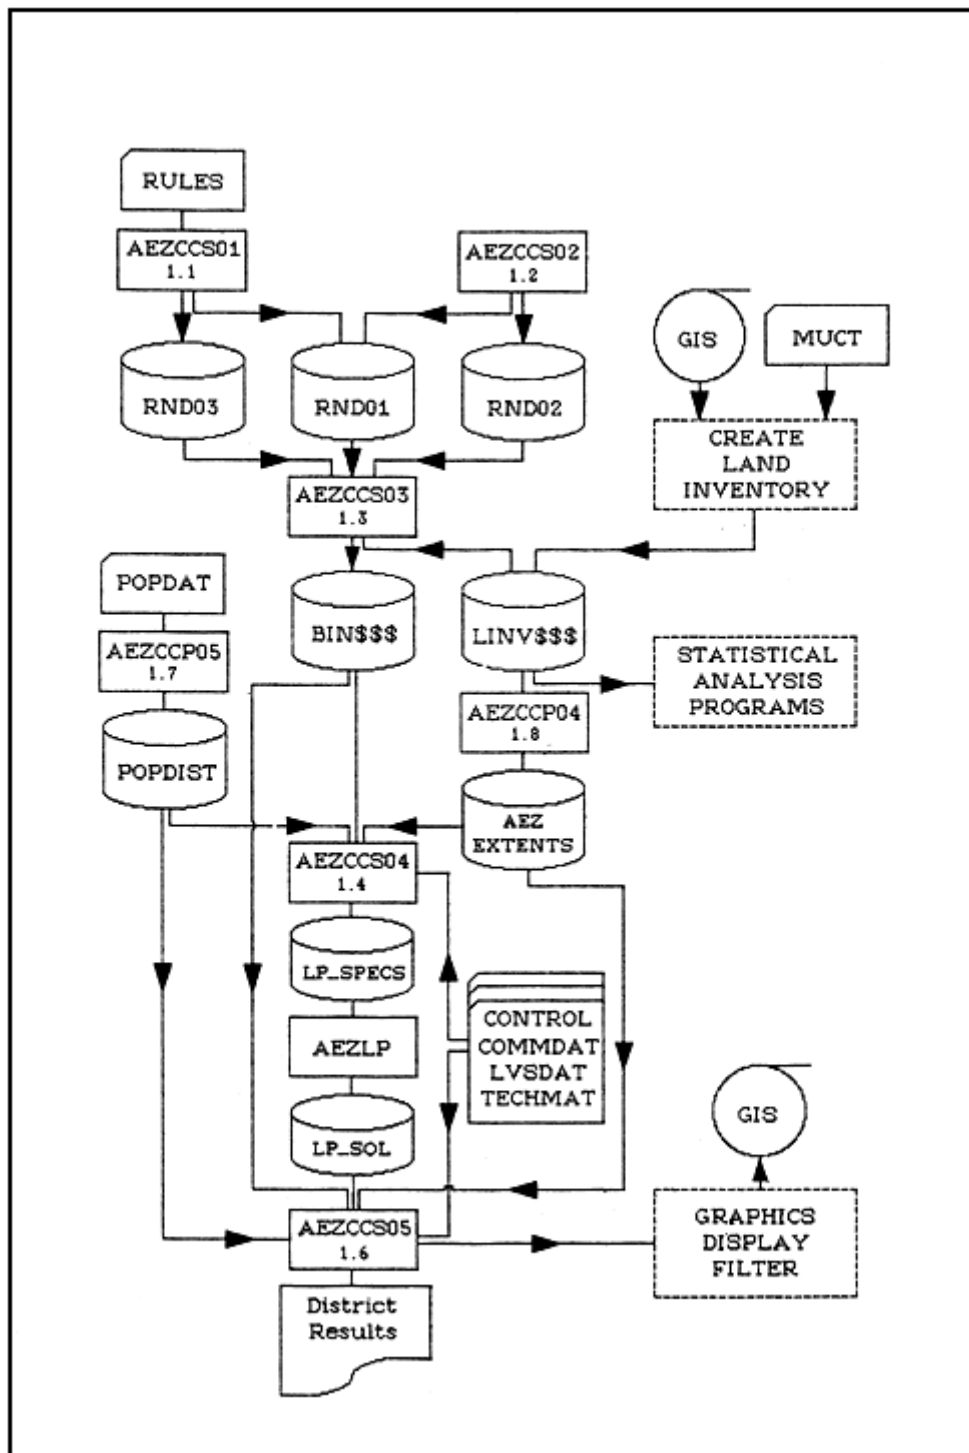 RULES
AEZCCS01
1.1
AEZCCS02
1.2
GIS
MUCT
RND03
RND01
RND02
CREATE
LAND
INVENTORY
AEZCCS03
1.3
POPDAT
BIN$$$
LINV$$$
AEZCCP05
1.7
STATISTICAL
ANALYSIS
PROGRAMS
AEZCCP04
1.8
POPDIST
AEZ
EXTENTS
AEZCCS04
1.4
LP_SPECS
CONTROL
COMMDAT
LVSDAT
TECHMAT
AEZLP
LP_SOL
GIS
AEZCCS05
1.6
GRAPHICS
DISPLAY
FILTER
District
Results